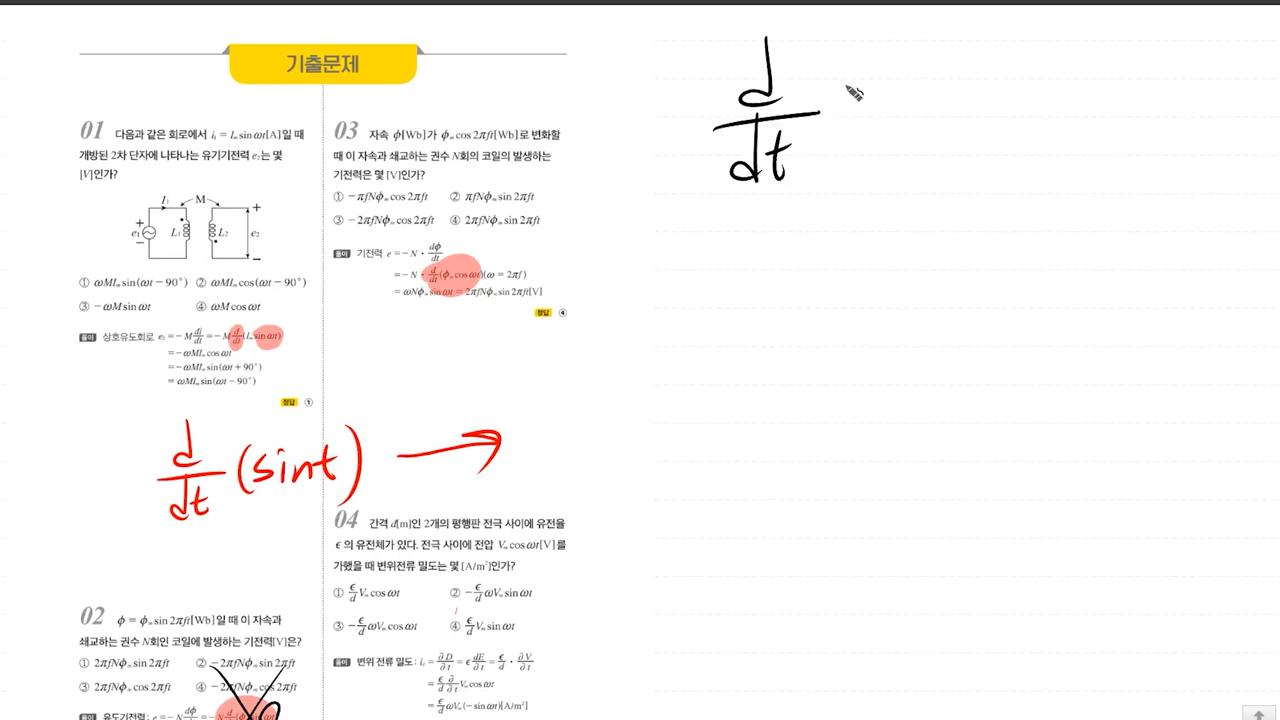 기출문제
01 다음과 같은 회로에서 i₁ = Iₘ sin ωt[A]일 때
개방된 2차 단자에 나타나는 유기기전력 e₂는 몇
[V]인가?
I₁ M
+ +
e₁ L₁ L₂ e₂
− −
① ωMIₘ sin(ωt − 90°) ② ωMIₘ cos(ωt − 90°)
③ −ωM sin ωt ④ ωM cos ωt
풀이 상호유도회로 e₂ = −M di/dt = −M d/dt (Iₘ sin ωt)
= −ωMIₘ cos ωt
= −ωMIₘ sin(ωt + 90°)
= ωMIₘ sin(ωt − 90°)
정답 ①
d/dt (sint) →
02 ϕ = ϕₘ sin 2πft[Wb]일 때 이 자속과
쇄교하는 권수 N회인 코일에 발생하는 기전력[V]은?
① 2πfNϕₘ sin 2πft ② −2πfNϕₘ sin 2πft
③ 2πfNϕₘ cos 2πft ④ −2πfNϕₘ cos 2πft
풀이 유도기전력 : e = −N dϕ/dt = −N
03 자속 ϕ[Wb]가 ϕₘ cos 2πft[Wb]로 변화할
때 이 자속과 쇄교하는 권수 N회의 코일의 발생하는
기전력은 몇 [V]인가?
① −πfNϕₘ cos 2πft ② πfNϕₘ sin 2πft
③ −2πfNϕₘ cos 2πft ④ 2πfNϕₘ sin 2πft
풀이 기전력 e = −N · dϕ/dt
= −N · d/dt (ϕₘ cos ωt)(ω = 2πf)
= ωNϕₘ sin ωt = 2πfNϕₘ sin 2πft[V]
정답 ④
04 간격 d[m]인 2개의 평행판 전극 사이에 유전율
ϵ의 유전체가 있다. 전극 사이에 전압 Vₘ cos ωt[V]를
가했을 때 변위전류 밀도는 몇 [A/m²]인가?
① ϵ/d Vₘ cos ωt ② −ϵ/d ωVₘ sin ωt
③ −ϵ/d ωVₘ cos ωt ④ ϵ/d Vₘ sin ωt
풀이 변위 전류 밀도 : i_d = ∂D/∂t = ϵ ∂E/∂t = ϵ/d · ∂V/∂t
= ϵ/d ∂/∂t Vₘ cos ωt
= ϵ/d ωVₘ (−sin ωt)[A/m²]
d/dt